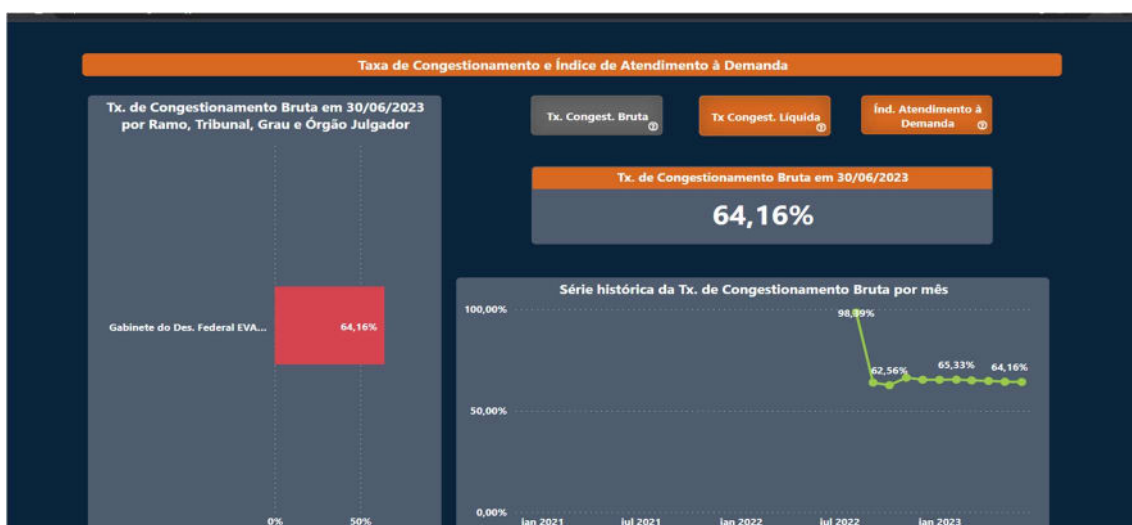 Taxa de Congestionamento e Índice de Atendimento à Demanda
Tx. de Congestionamento Bruta em 30/06/2023
por Ramo, Tribunal, Grau e Órgão Julgador
Gabinete do Des. Federal EVA...
64,16%
0%
50%
Tx. Congest. Bruta
Tx Congest. Líquida
Índ. Atendimento à
Demanda
Tx. de Congestionamento Bruta em 30/06/2023
64,16%
Série histórica da Tx. de Congestionamento Bruta por mês
100,00%
50,00%
0,00%
62,56%
65,33%
64,16%
jan 2021
jul 2021
jan 2022
jul 2022
jan 2023